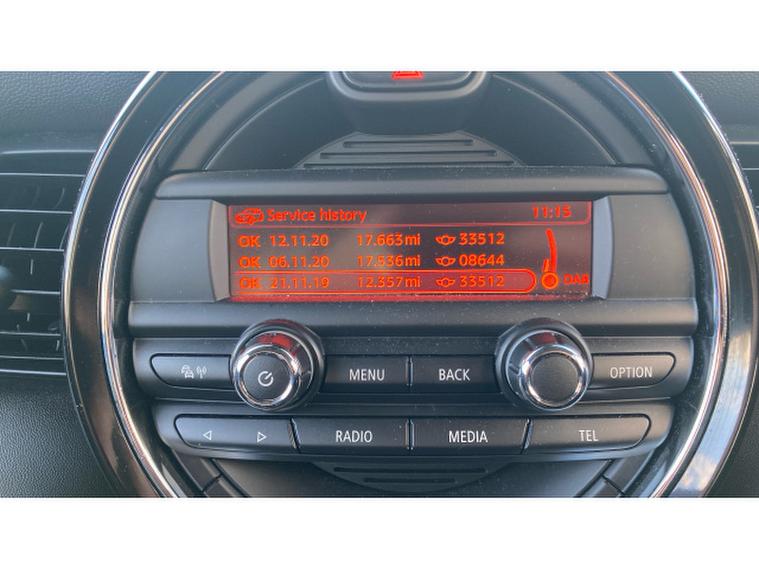 Service history 11:15
OK 12.11.20 17.663mi 33512
OK 06.11.20 17.536mi 08644
OK 21.11.19 12.357mi 33512
DAB
MENU BACK OPTION
RADIO MEDIA TEL